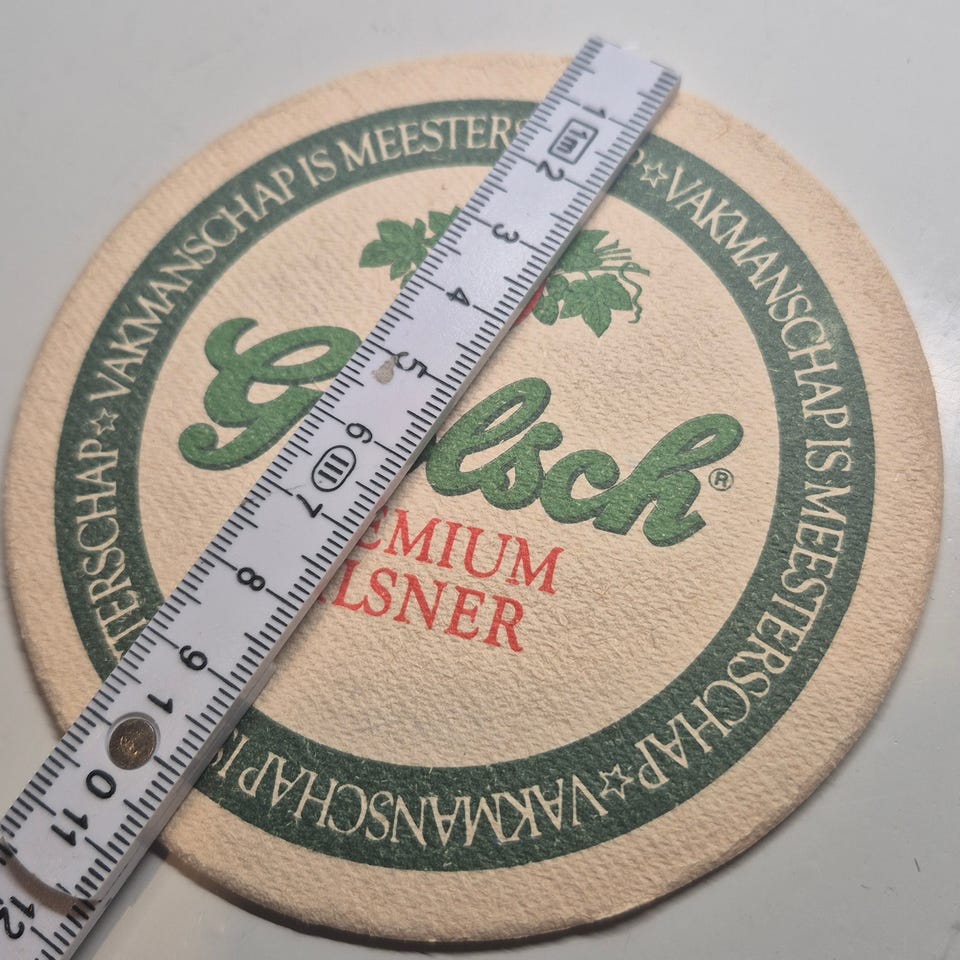 TERSCHAP ☆ VAKMANSCHAP IS MEESTERS
P ☆ VAKMANSCHAP IS MEESTERSCHAP ☆ VAKMANSCHAP IS
G lsch ®
EMIUM
LSNER
1 1m 2 3 4 5 6 III 7 8 9 10 11 12